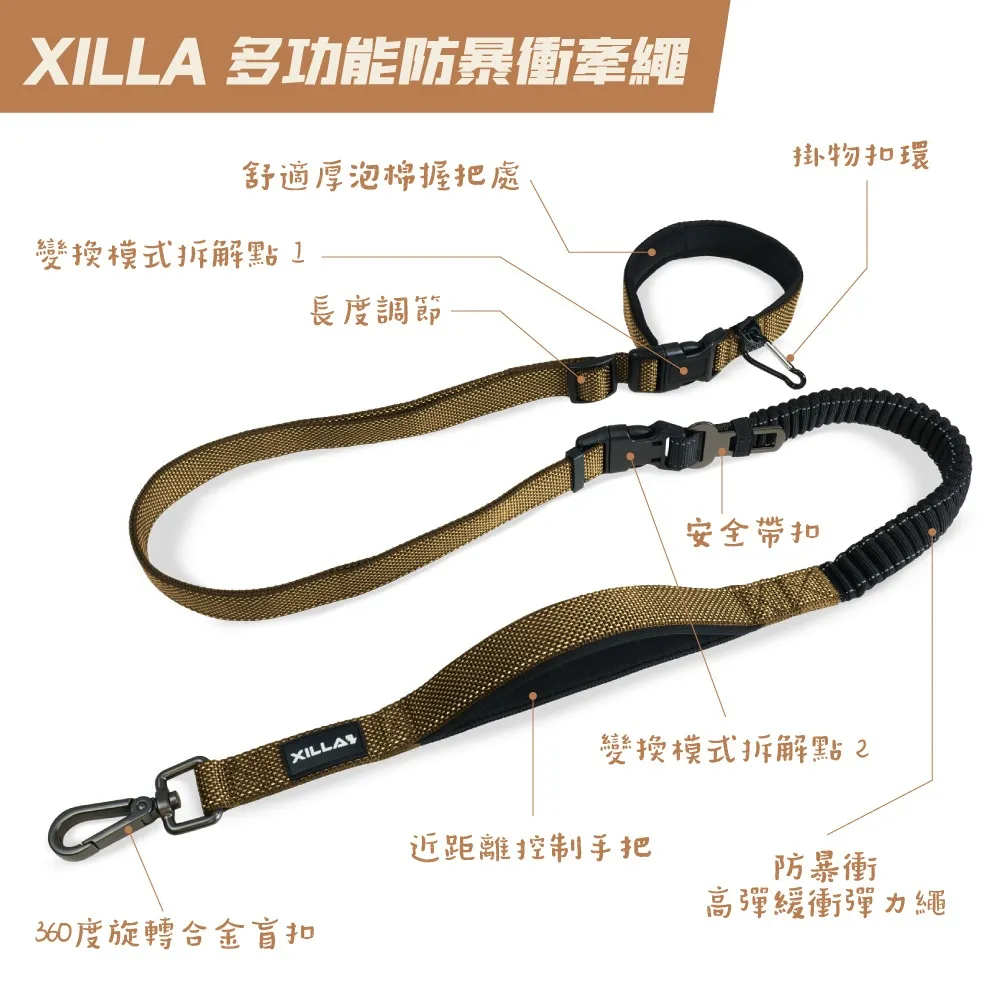 XILLA 多功能防暴衝牽繩
掛物扣環
舒適厚泡棉握把處
變換模式拆解點 1
長度調節
安全帶扣
XILLA
變換模式拆解點 2
近距離控制手把
防暴衝
高彈緩衝彈力繩
360度旋轉合金盲扣